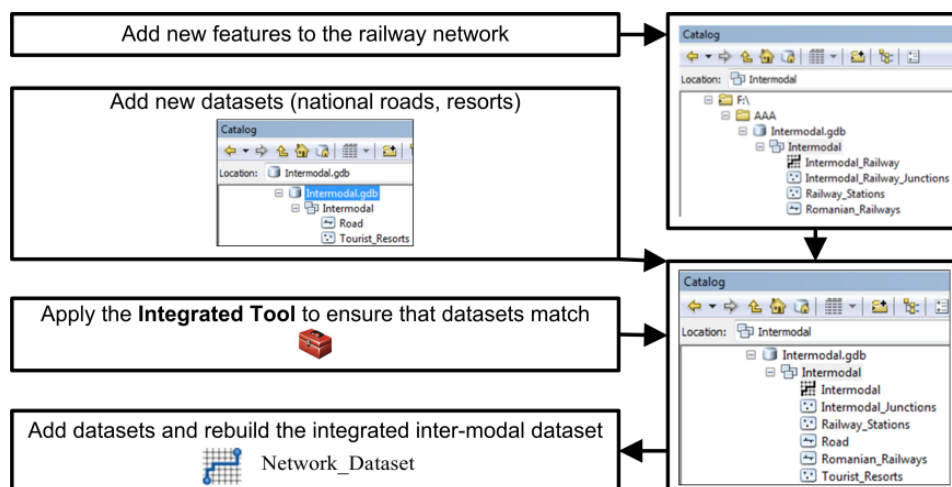 Add new features to the railway network
Catalog
Location: Intermodal
F:\
AAA
Intermodal.gdb
Intermodal
Intermodal_Railway
Intermodal_Railway_Junctions
Railway_Stations
Romanian_Railways
Add new datasets (national roads, resorts)
Catalog
Location: Intermodal.gdb
Intermodal.gdb
Intermodal
Road
Tourist_Resorts
Apply the Integrated Tool to ensure that datasets match
Catalog
Location: Intermodal
Intermodal.gdb
Intermodal
Intermodal
Intermodal_Junctions
Railway_Stations
Road
Romanian_Railways
Tourist_Resorts
Add datasets and rebuild the integrated inter-modal dataset
Network_Dataset